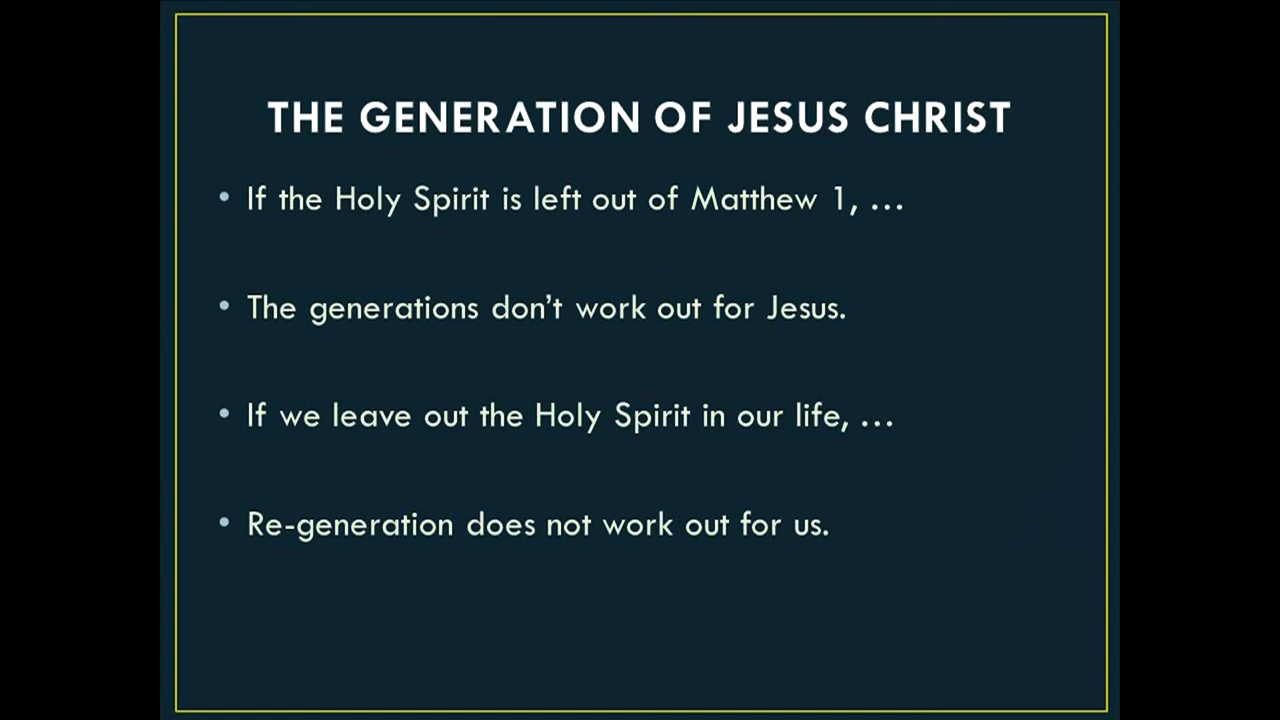 THE GENERATION OF JESUS CHRIST
• If the Holy Spirit is left out of Matthew 1, …
• The generations don’t work out for Jesus.
• If we leave out the Holy Spirit in our life, …
• Re-generation does not work out for us.